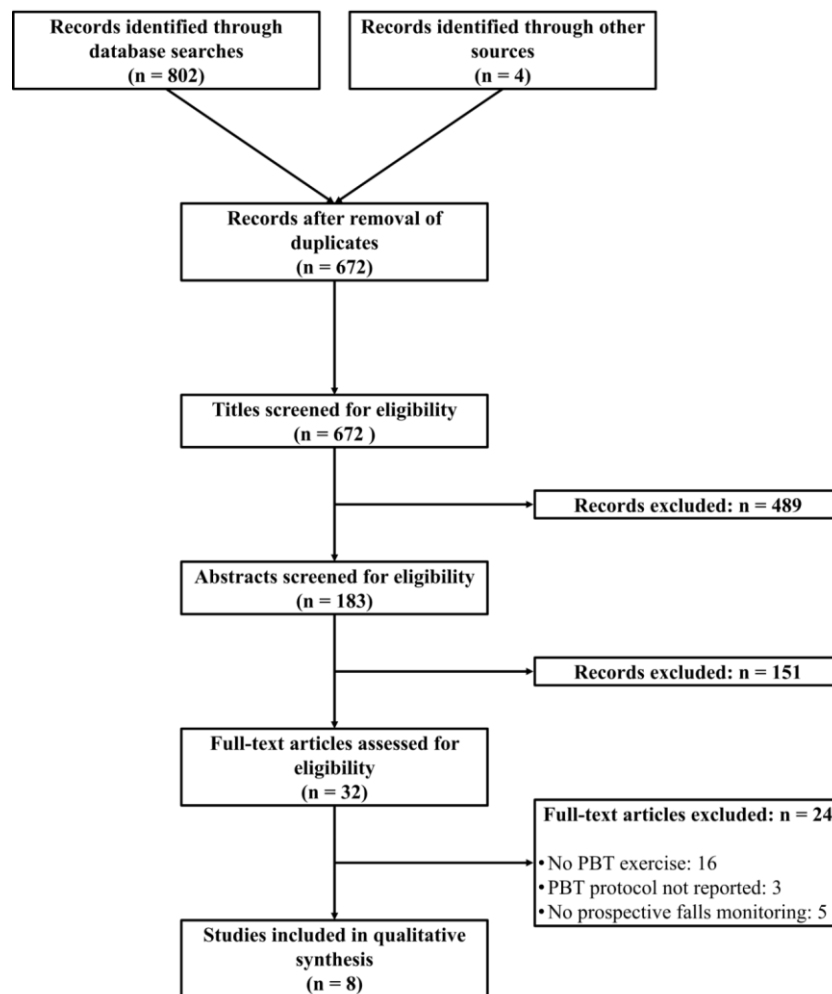 Records identified through
database searches
(n = 802)
Records identified through other
sources
(n = 4)
Records after removal of
duplicates
(n = 672)
Titles screened for eligibility
(n = 672 )
Records excluded: n = 489
Abstracts screened for eligibility
(n = 183)
Records excluded: n = 151
Full-text articles assessed for
eligibility
(n = 32)
Full-text articles excluded: n = 24
• No PBT exercise: 16
• PBT protocol not reported: 3
• No prospective falls monitoring: 5
Studies included in qualitative
synthesis
(n = 8)